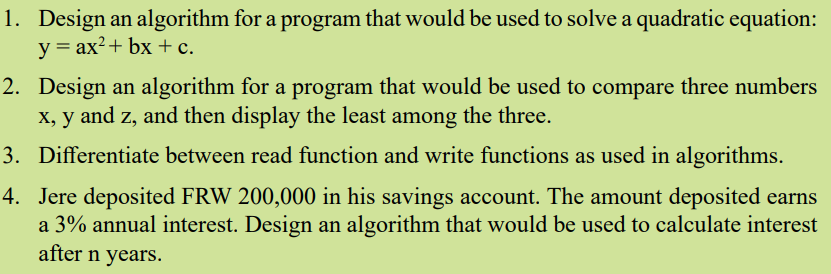 1. Design an algorithm for a program that would be used to solve a quadratic equation:
y = ax² + bx + c.
2. Design an algorithm for a program that would be used to compare three numbers
x, y and z, and then display the least among the three.
3. Differentiate between read function and write functions as used in algorithms.
4. Jere deposited FRW 200,000 in his savings account. The amount deposited earns
a 3% annual interest. Design an algorithm that would be used to calculate interest
after n years.